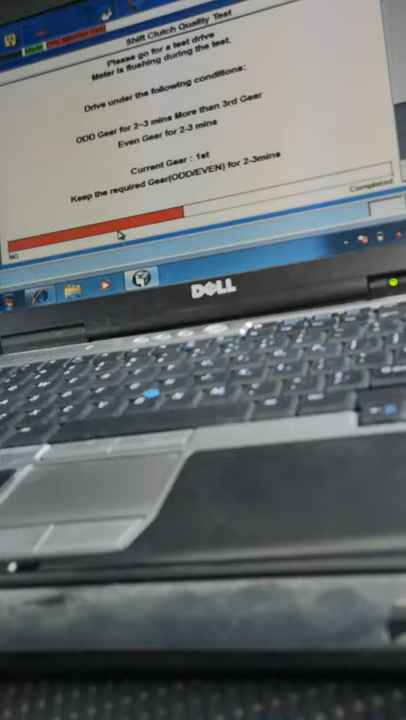 Shift Clutch Quality Test
Please go for a test drive
Meter is flushing during the test.
Drive under the following conditions:
ODD Gear for 2-3 mins More than 3rd Gear
Even Gear for 2-3 mins
Current Gear : 1st
Keep the required Gear(ODD/EVEN) for 2-3mins
Completed
NG
DELL